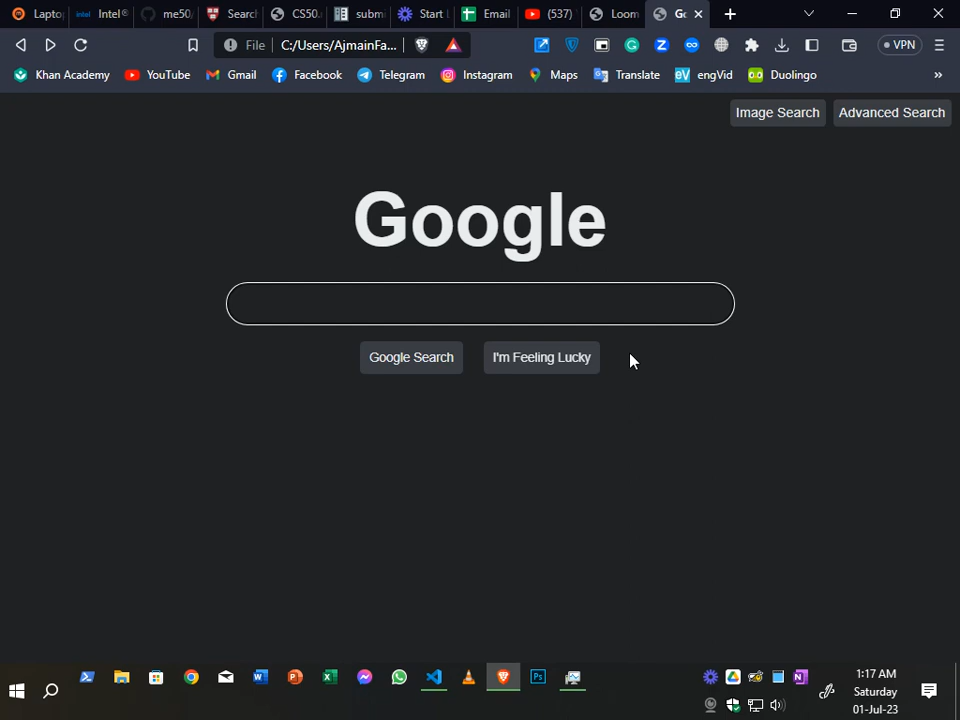 Laptop
Intel®
me50/
Search
CS50.
subm
Start L
Email
(537)
Loom
Go
File
C:/Users/AjmainFa...
VPN
Khan Academy
YouTube
Gmail
Facebook
Telegram
Instagram
Maps
Translate
engVid
Duolingo
»
Image Search
Advanced Search
Google
Google Search
I'm Feeling Lucky
1:17 AM
Saturday
01-Jul-23